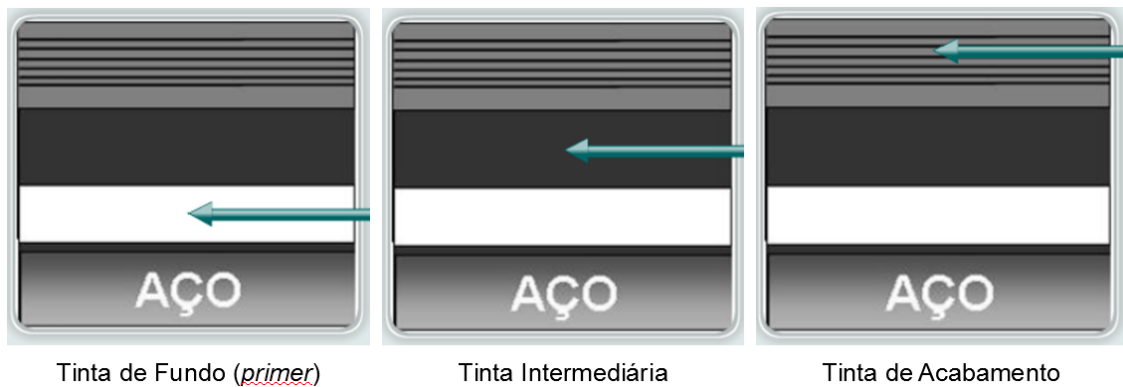 AÇO
AÇO
AÇO
Tinta de Fundo (primer)
Tinta Intermediária
Tinta de Acabamento